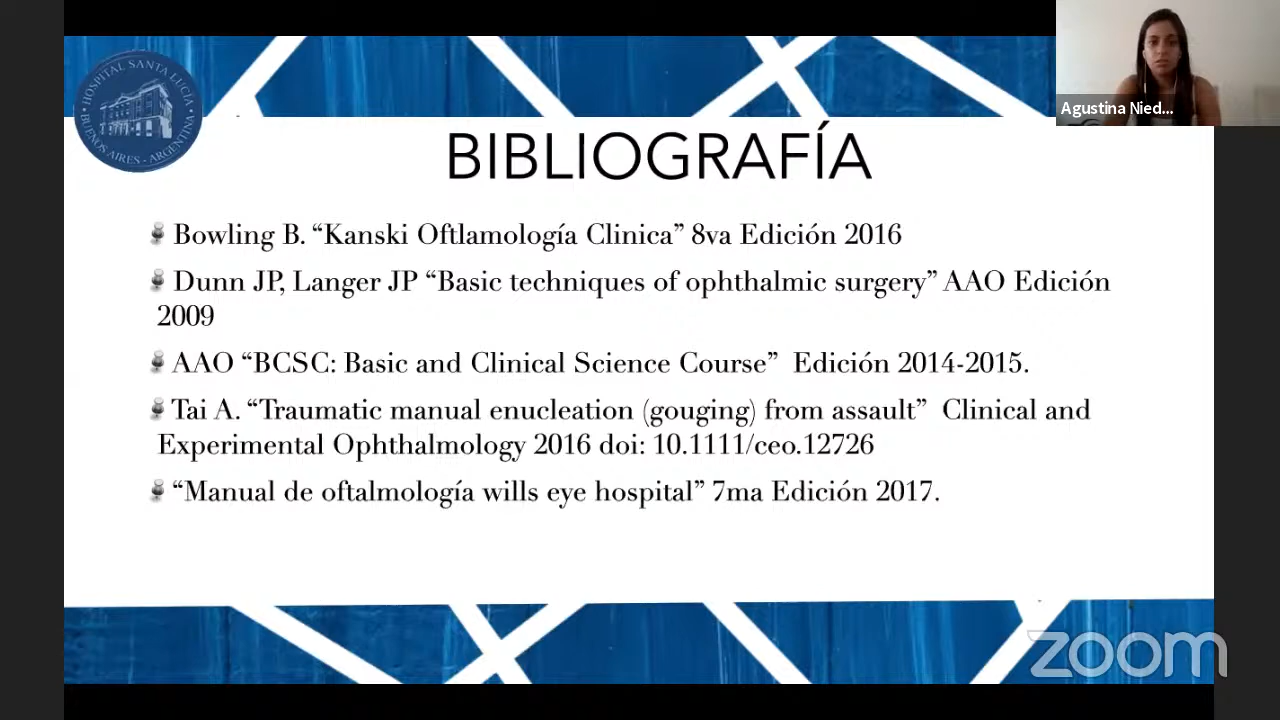 HOSPITAL SANTA LUCIA
BUENOS AIRES - ARGENTINA
Agustina Nied...
BIBLIOGRAFÍA
Bowling B. “Kanski Oftlamología Clinica” 8va Edición 2016
Dunn JP, Langer JP “Basic techniques of ophthalmic surgery” AAO Edición
2009
AAO “BCSC: Basic and Clinical Science Course” Edición 2014-2015.
Tai A. “Traumatic manual enucleation (gouging) from assault” Clinical and
Experimental Ophthalmology 2016 doi: 10.1111/ceo.12726
“Manual de oftalmología wills eye hospital” 7ma Edición 2017.
zoom